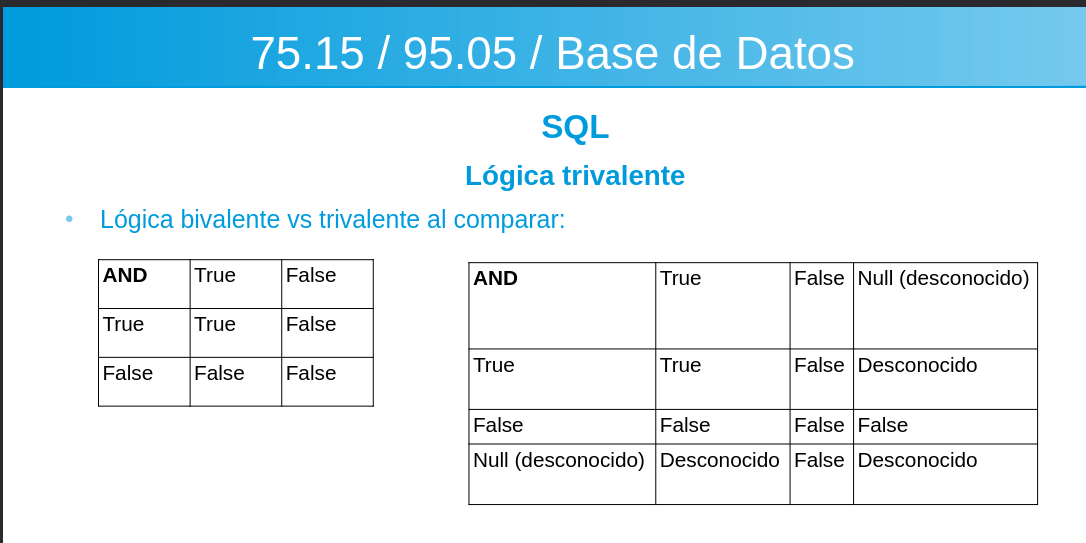 75.15 / 95.05 / Base de Datos
SQL
Lógica trivalente
• Lógica bivalente vs trivalente al comparar:
AND True False
True True False
False False False
AND True False Null (desconocido)
True True False Desconocido
False False False False
Null (desconocido) Desconocido False Desconocido